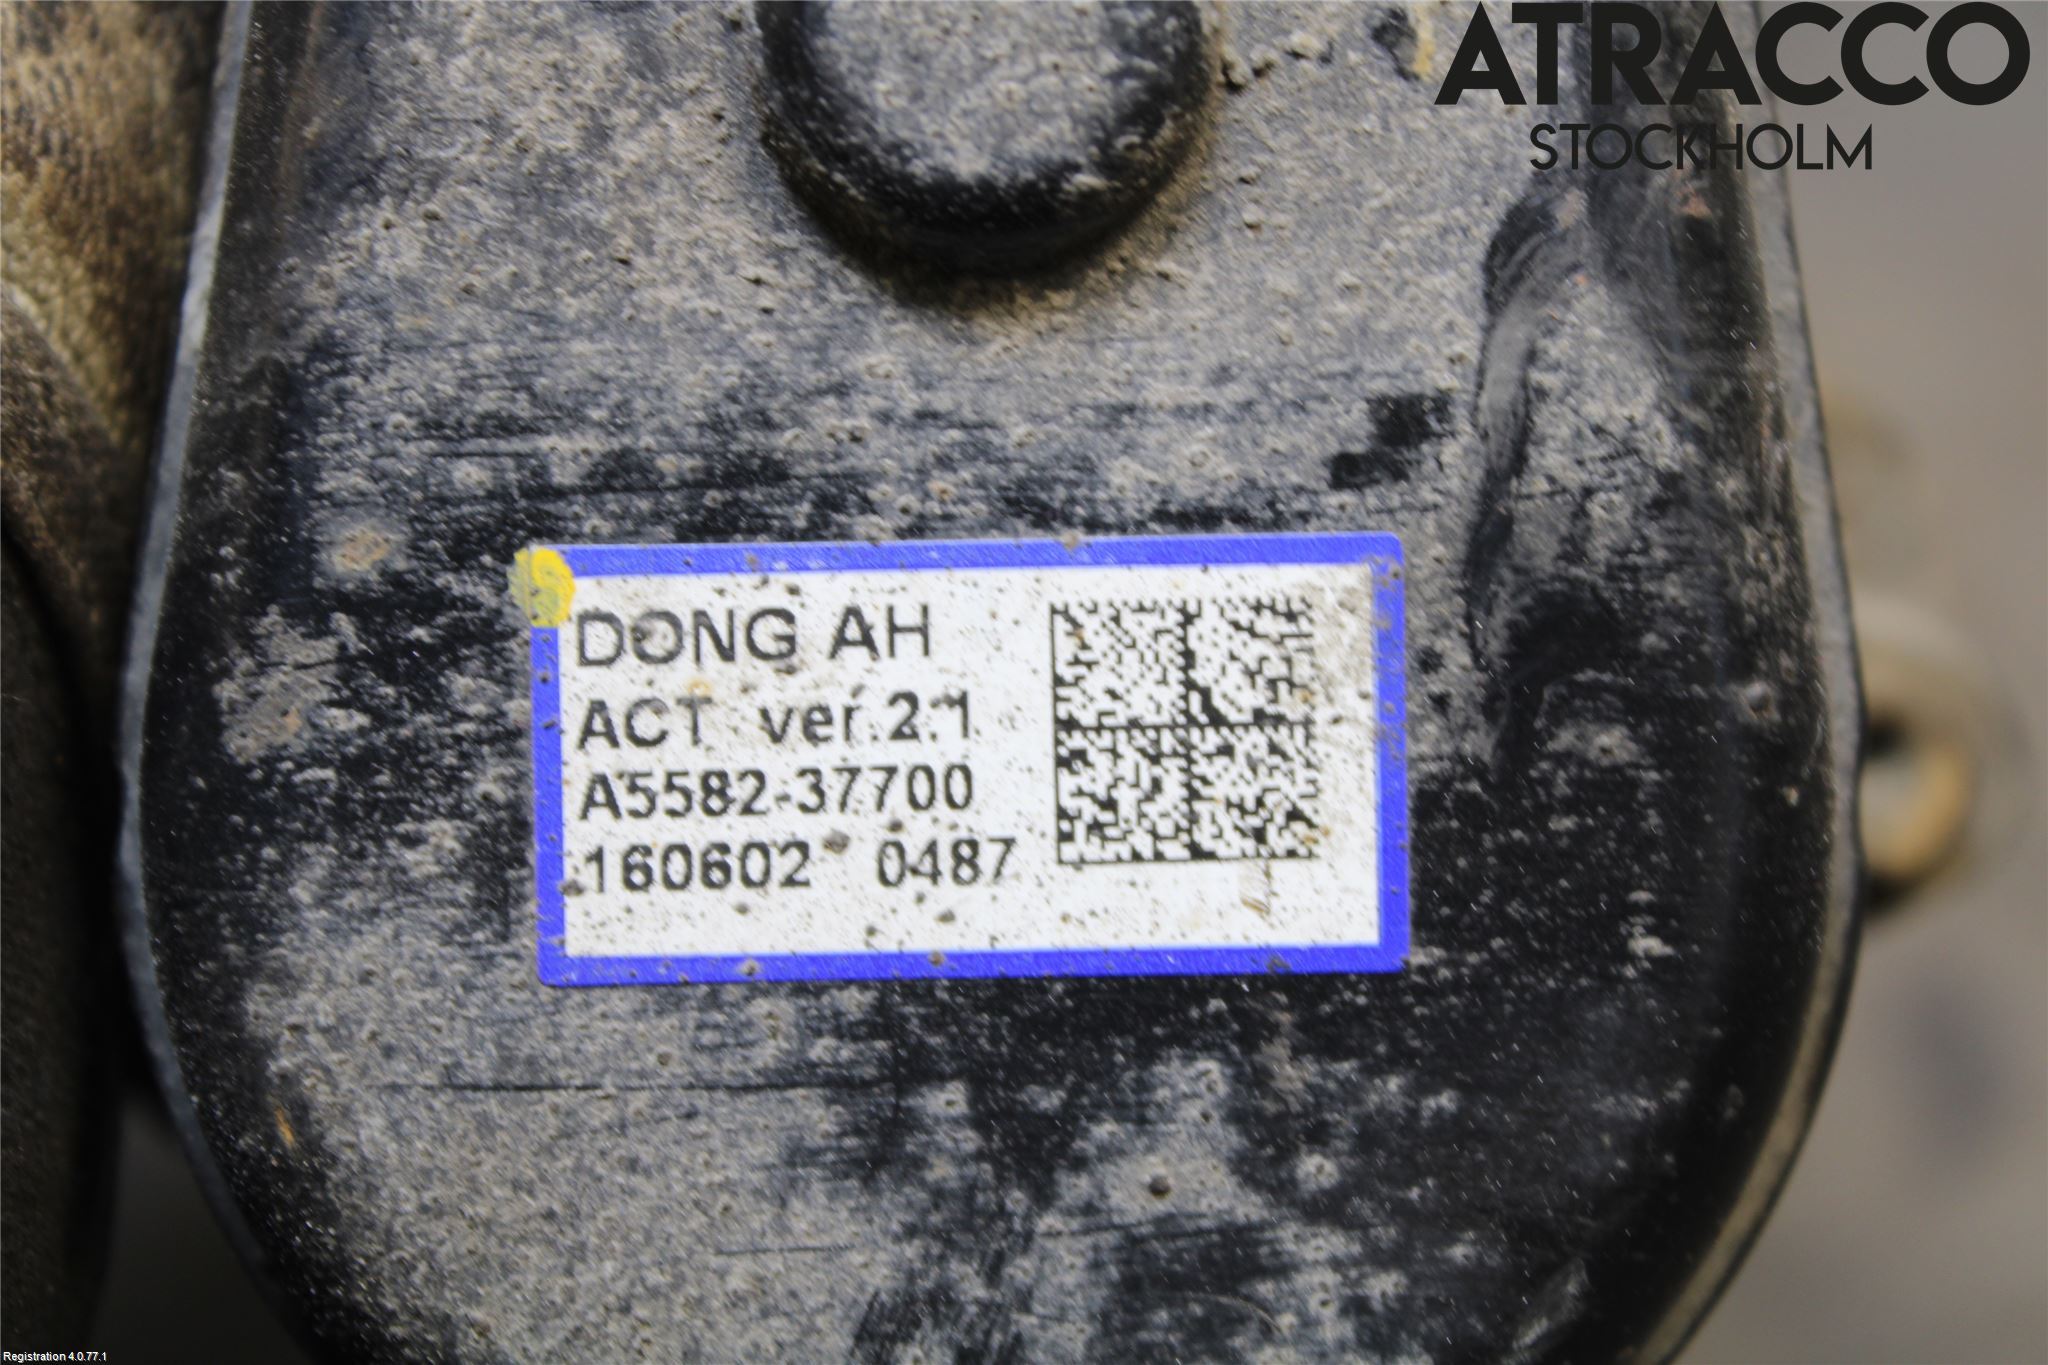 ATRACCO
STOCKHOLM
DONG AH
ACT ver.2.1
A5582-37700
160602 0487
Registration 4.0.77.1